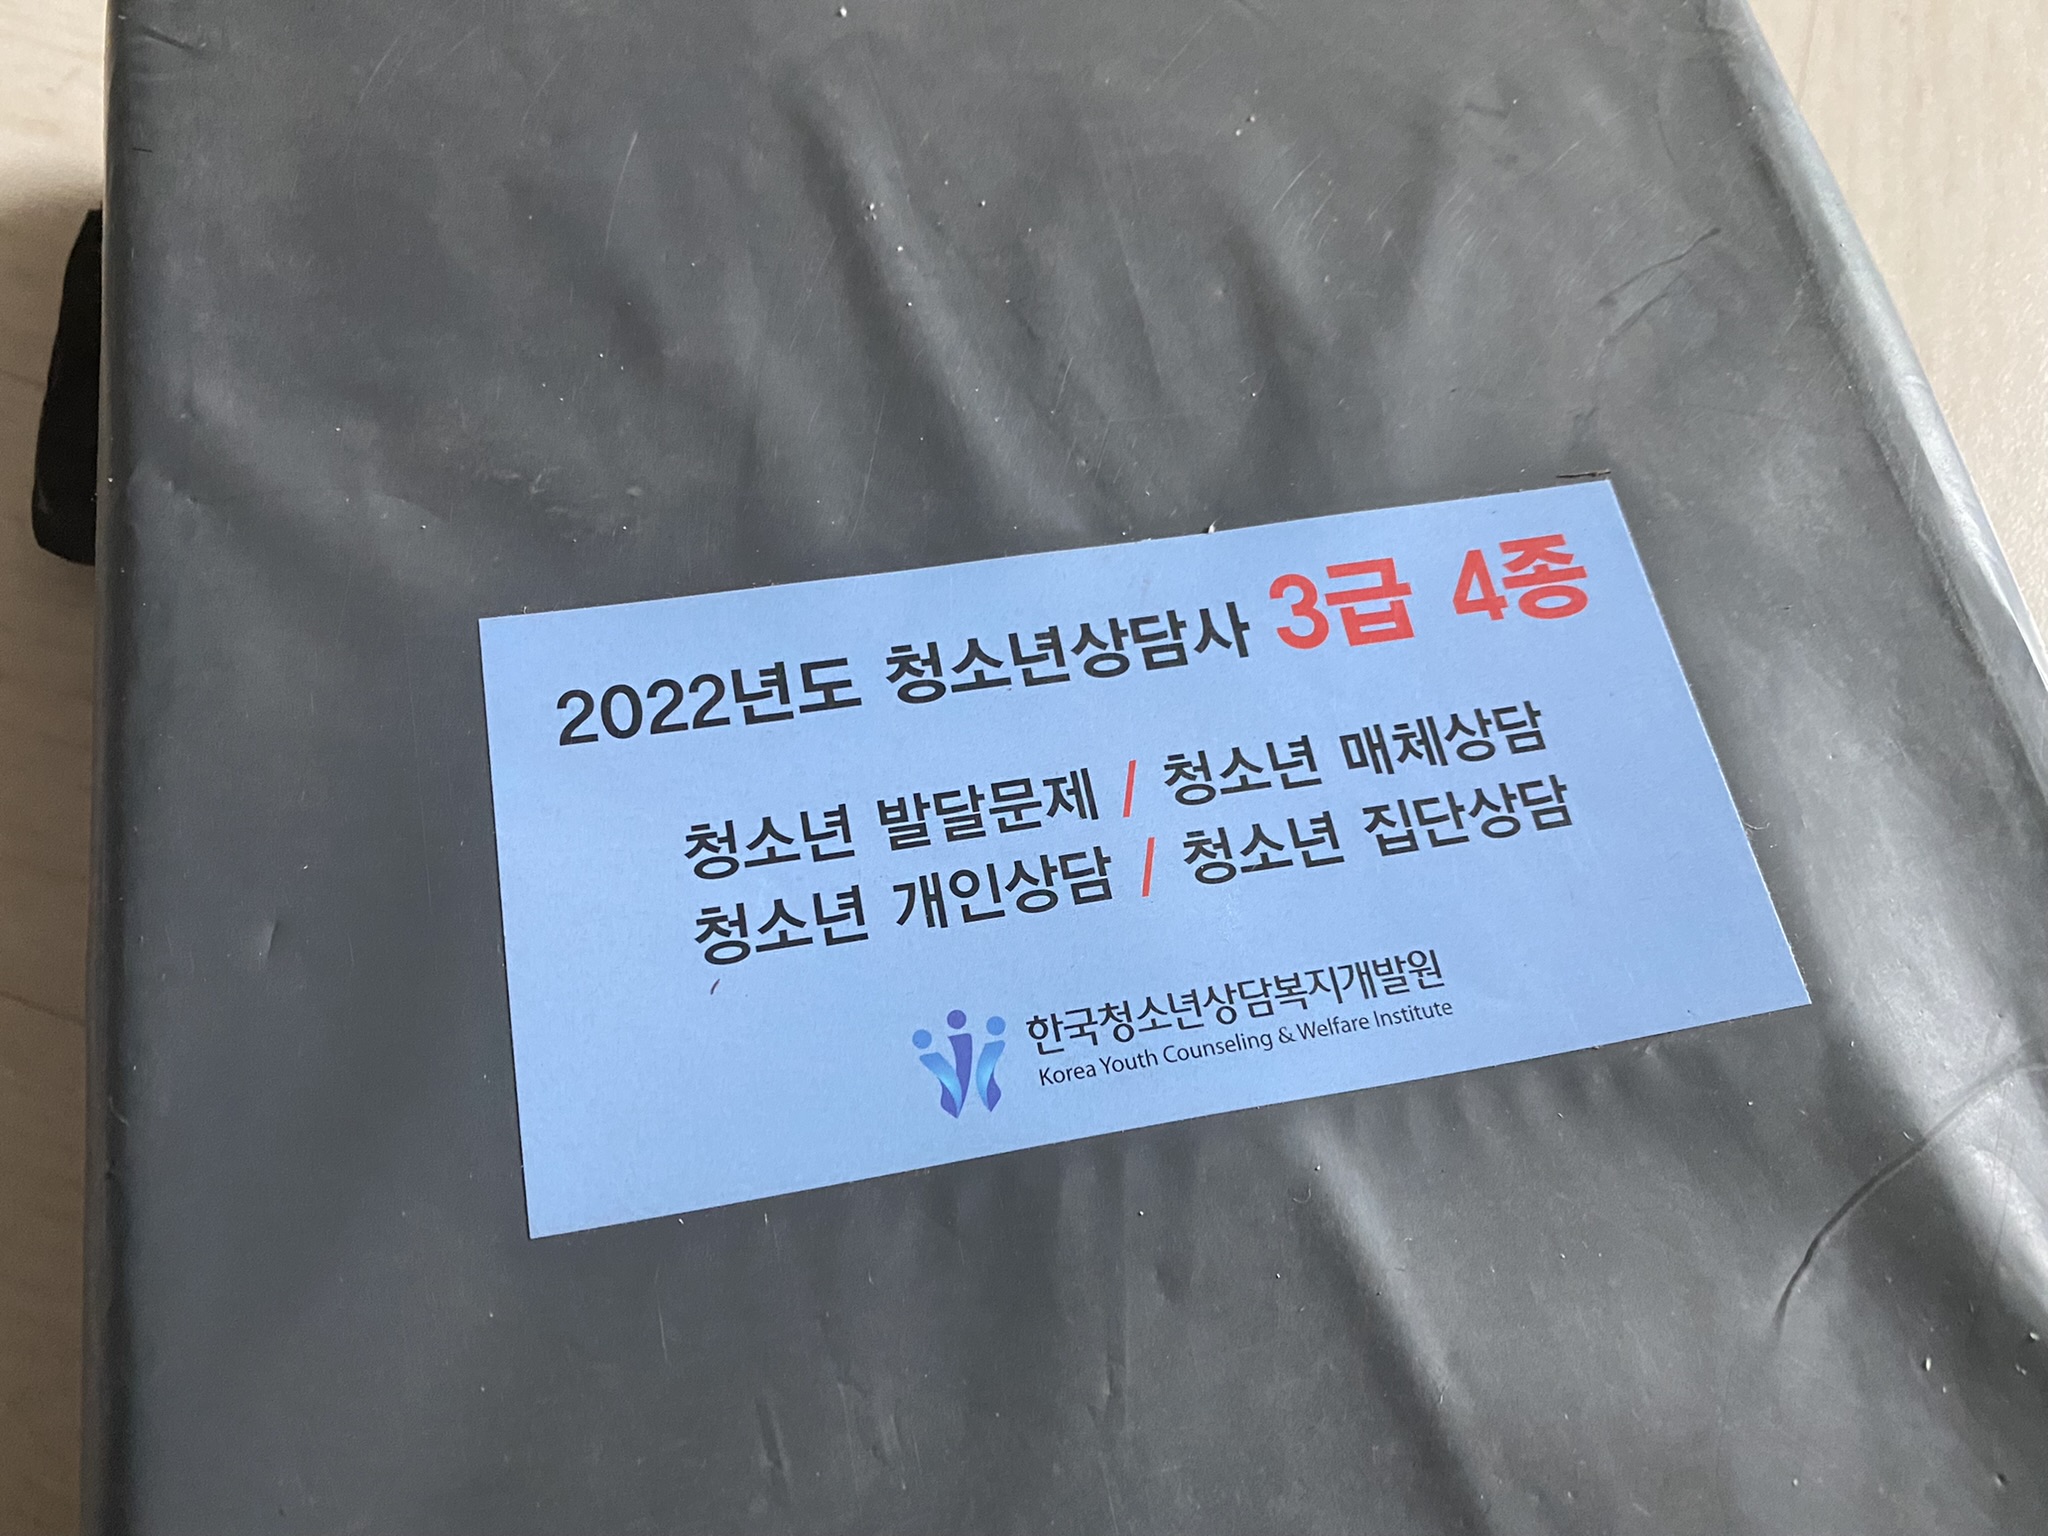 2022년도 청소년상담사 3급 4종
청소년 발달문제 / 청소년 매체상담
청소년 개인상담 / 청소년 집단상담
한국청소년상담복지개발원
Korea Youth Counseling & Welfare Institute